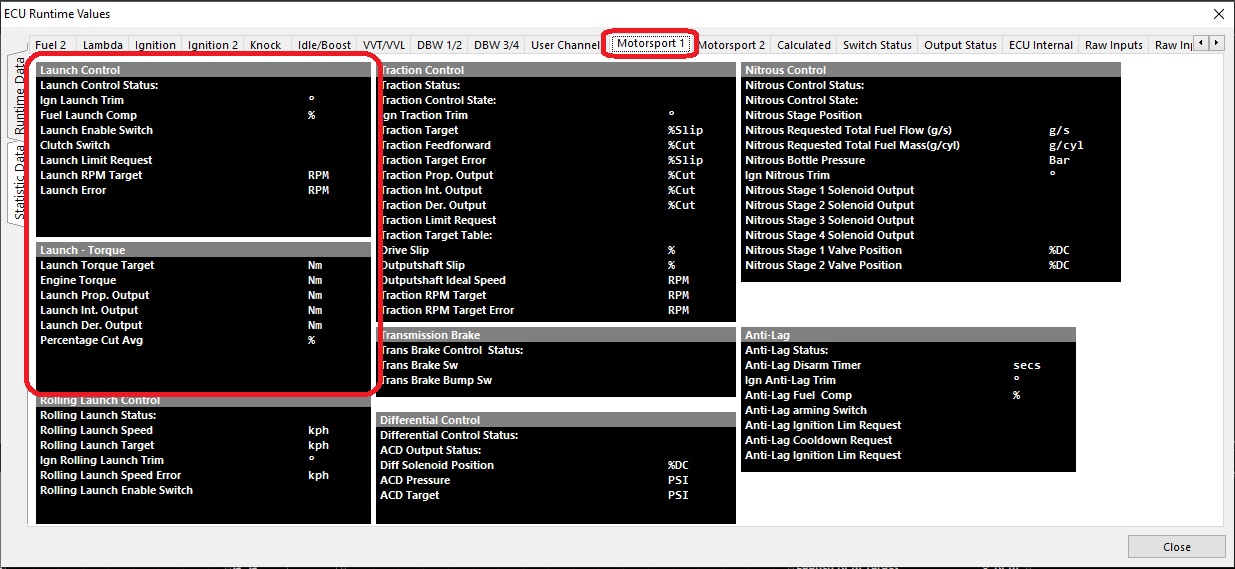 ECU Runtime Values
Fuel 2 Lambda Ignition Ignition 2 Knock Idle/Boost VVT/VVL DBW 1/2 DBW 3/4 User Channel Motorsport 1 Motorsport 2 Calculated Switch Status Output Status ECU Internal Raw Inputs
Runtime Data
Statistic Data
Launch Control
Launch Control Status:
Ign Launch Trim º
Fuel Launch Comp %
Launch Enable Switch
Clutch Switch
Launch Limit Request
Launch RPM Target RPM
Launch Error RPM
Launch - Torque
Launch Torque Target Nm
Engine Torque Nm
Launch Prop. Output Nm
Launch Int. Output Nm
Launch Der. Output Nm
Percentage Cut Avg %
Rolling Launch Control
Rolling Launch Status:
Rolling Launch Speed kph
Rolling Launch Target kph
Ign Rolling Launch Trim º
Rolling Launch Speed Error kph
Rolling Launch Enable Switch
Traction Control
Traction Status:
Traction Control State:
Ign Traction Trim º
Traction Target %Slip
Traction Feedforward %Cut
Traction Target Error %Slip
Traction Prop. Output %Cut
Traction Int. Output %Cut
Traction Der. Output %Cut
Traction Limit Request
Traction Target Table:
Drive Slip %
Outputshaft Slip %
Outputshaft Ideal Speed RPM
Traction RPM Target RPM
Traction RPM Target Error RPM
Transmission Brake
Trans Brake Control Status:
Trans Brake Sw
Trans Brake Bump Sw
Differential Control
Differential Control Status:
ACD Output Status:
Diff Solenoid Position %DC
ACD Pressure PSI
ACD Target PSI
Nitrous Control
Nitrous Control Status:
Nitrous Control State:
Nitrous Stage Position
Nitrous Requested Total Fuel Flow (g/s) g/s
Nitrous Requested Total Fuel Mass(g/cyl) g/cyl
Nitrous Bottle Pressure Bar
Ign Nitrous Trim º
Nitrous Stage 1 Solenoid Output
Nitrous Stage 2 Solenoid Output
Nitrous Stage 3 Solenoid Output
Nitrous Stage 4 Solenoid Output
Nitrous Stage 1 Valve Position %DC
Nitrous Stage 2 Valve Position %DC
Anti-Lag
Anti-Lag Status:
Anti-Lag Disarm Timer secs
Ign Anti-Lag Trim º
Anti-Lag Fuel Comp %
Anti-Lag arming Switch
Anti-Lag Ignition Lim Request
Anti-Lag Cooldown Request
Anti-Lag Ignition Lim Request
Close